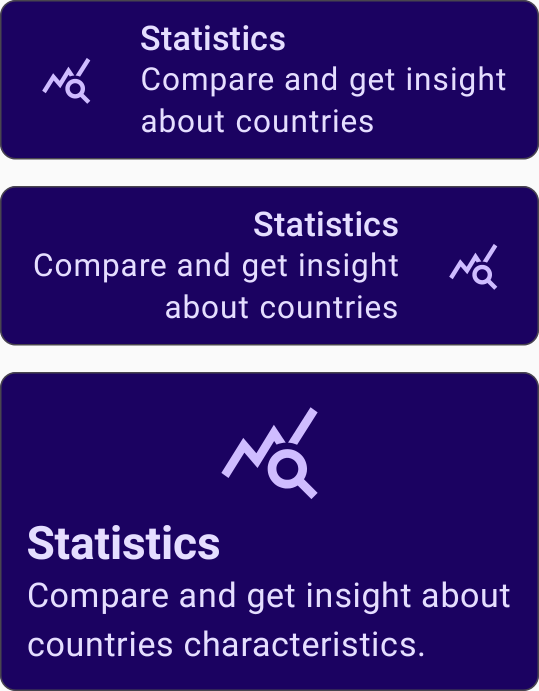 Statistics
Compare and get insight
about countries
Statistics
Compare and get insight
about countries
Statistics
Compare and get insight about
countries characteristics.